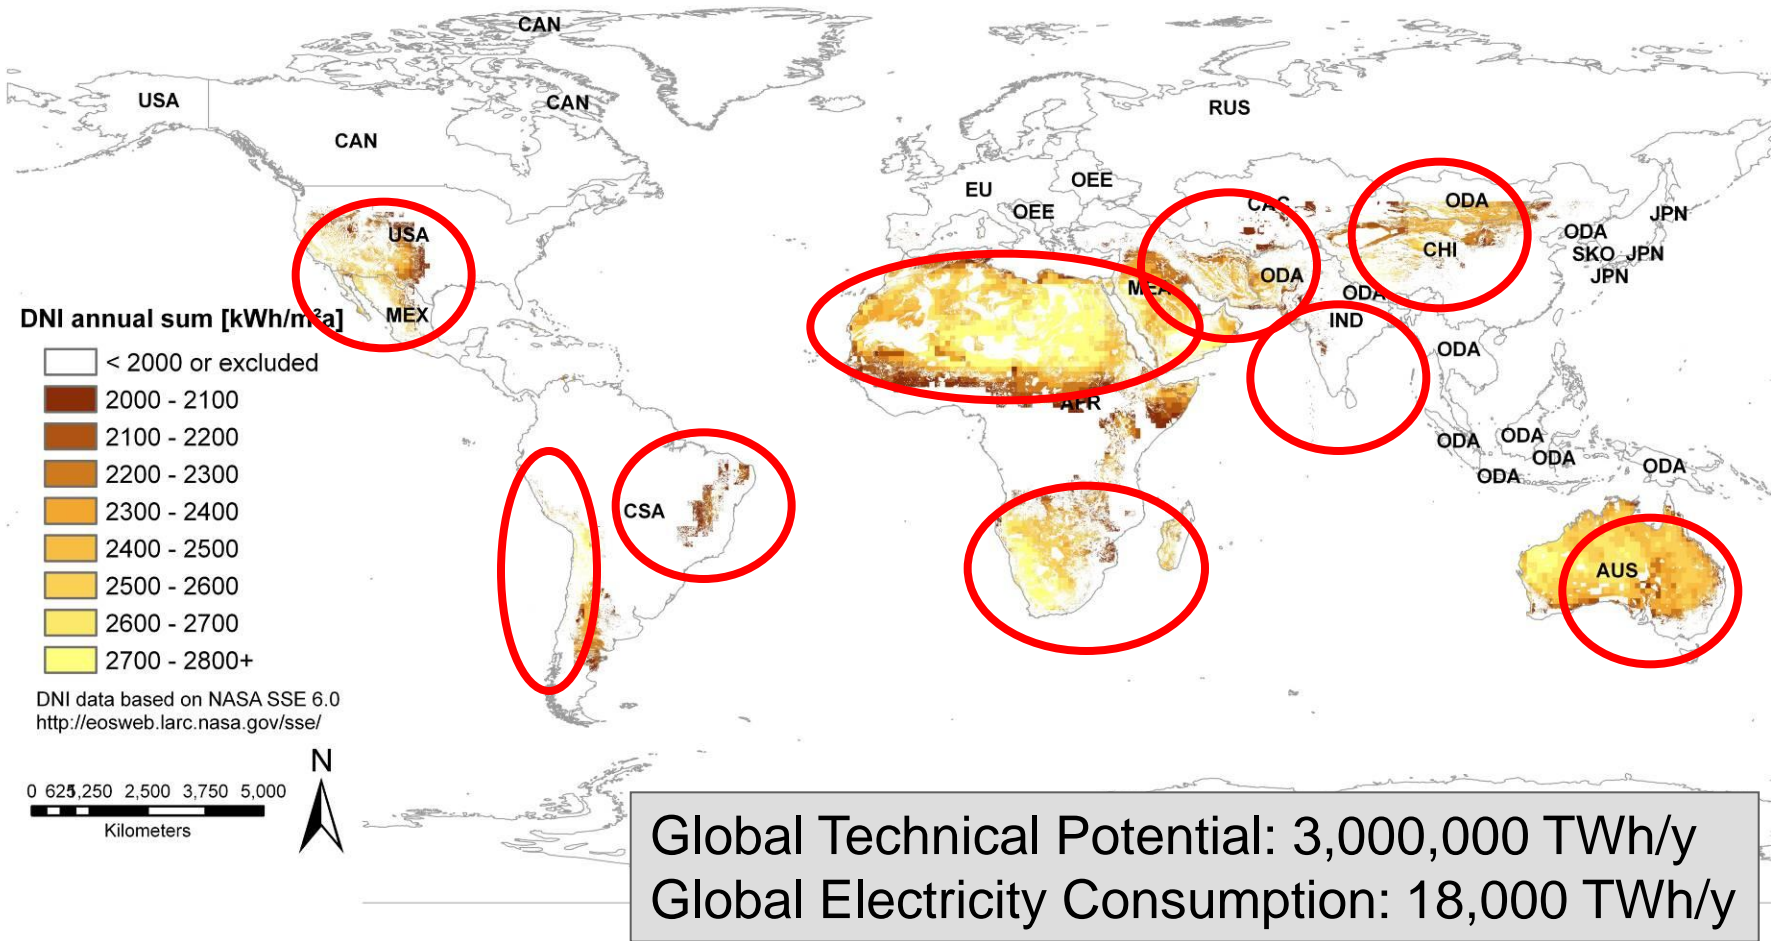 CAN
USA
CAN
RUS
CAN
EU
OEE
OEE
CAC
ODA
JPN
USA
ODA
CHI
SKO
JPN
JPN
ODA
MEA
ODA
MEX
IND
ODA
AFR
ODA
ODA
ODA
ODA
ODA
CSA
AUS
DNI annual sum [kWh/m²a]
< 2000 or excluded
2000 - 2100
2100 - 2200
2200 - 2300
2300 - 2400
2400 - 2500
2500 - 2600
2600 - 2700
2700 - 2800+
DNI data based on NASA SSE 6.0
http://eosweb.larc.nasa.gov/sse/
N
0 625 1,250 2,500 3,750 5,000
Kilometers
Global Technical Potential: 3,000,000 TWh/y
Global Electricity Consumption: 18,000 TWh/y